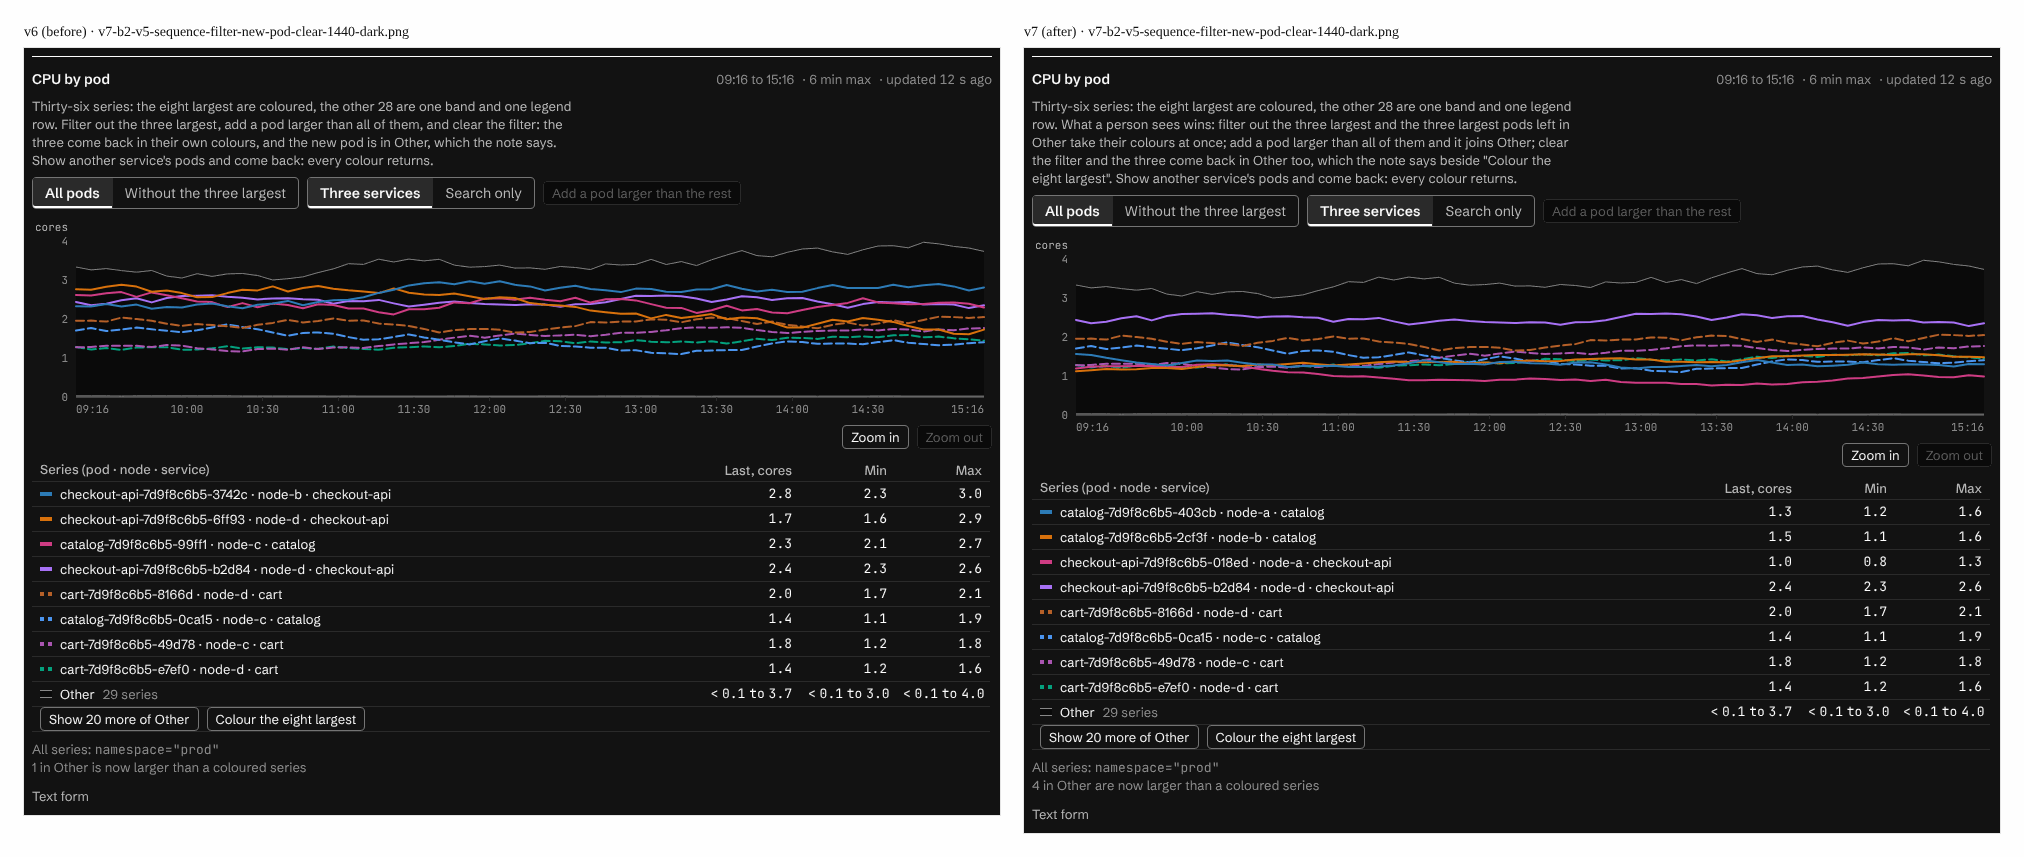 v6 (before) · v7-b2-v5-sequence-filter-new-pod-clear-1440-dark.png
CPU by pod
09:16 to 15:16 · 6 min max · updated 12 s ago
Thirty-six series: the eight largest are coloured, the other 28 are one band and one legend
row. Filter out the three largest, add a pod larger than all of them, and clear the filter: the
three come back in their own colours, and the new pod is in Other, which the note says.
Show another service's pods and come back: every colour returns.
All pods Without the three largest Three services Search only Add a pod larger than the rest
cores
4
3
2
1
0
09:16 10:00 10:30 11:00 11:30 12:00 12:30 13:00 13:30 14:00 14:30 15:16
Zoom in Zoom out
Series (pod · node · service) Last, cores Min Max
checkout-api-7d9f8c6b5-3742c · node-b · checkout-api 2.8 2.3 3.0
checkout-api-7d9f8c6b5-6ff93 · node-d · checkout-api 1.7 1.6 2.9
catalog-7d9f8c6b5-99ff1 · node-c · catalog 2.3 2.1 2.7
checkout-api-7d9f8c6b5-b2d84 · node-d · checkout-api 2.4 2.3 2.6
cart-7d9f8c6b5-8166d · node-d · cart 2.0 1.7 2.1
catalog-7d9f8c6b5-0ca15 · node-c · catalog 1.4 1.1 1.9
cart-7d9f8c6b5-49d78 · node-c · cart 1.8 1.2 1.8
cart-7d9f8c6b5-e7ef0 · node-d · cart 1.4 1.2 1.6
Other 29 series < 0.1 to 3.7 < 0.1 to 3.0 < 0.1 to 4.0
Show 20 more of Other Colour the eight largest
All series: namespace="prod"
1 in Other is now larger than a coloured series
Text form
v7 (after) · v7-b2-v5-sequence-filter-new-pod-clear-1440-dark.png
CPU by pod
09:16 to 15:16 · 6 min max · updated 12 s ago
Thirty-six series: the eight largest are coloured, the other 28 are one band and one legend
row. What a person sees wins: filter out the three largest and the three largest pods left in
Other take their colours at once; add a pod larger than all of them and it joins Other; clear
the filter and the three come back in Other too, which the note says beside "Colour the
eight largest". Show another service's pods and come back: every colour returns.
All pods Without the three largest Three services Search only Add a pod larger than the rest
cores
4
3
2
1
0
09:16 10:00 10:30 11:00 11:30 12:00 12:30 13:00 13:30 14:00 14:30 15:16
Zoom in Zoom out
Series (pod · node · service) Last, cores Min Max
catalog-7d9f8c6b5-403cb · node-a · catalog 1.3 1.2 1.6
catalog-7d9f8c6b5-2cf3f · node-b · catalog 1.5 1.1 1.6
checkout-api-7d9f8c6b5-018ed · node-a · checkout-api 1.0 0.8 1.3
checkout-api-7d9f8c6b5-b2d84 · node-d · checkout-api 2.4 2.3 2.6
cart-7d9f8c6b5-8166d · node-d · cart 2.0 1.7 2.1
catalog-7d9f8c6b5-0ca15 · node-c · catalog 1.4 1.1 1.9
cart-7d9f8c6b5-49d78 · node-c · cart 1.8 1.2 1.8
cart-7d9f8c6b5-e7ef0 · node-d · cart 1.4 1.2 1.6
Other 29 series < 0.1 to 3.7 < 0.1 to 3.0 < 0.1 to 4.0
Show 20 more of Other Colour the eight largest
All series: namespace="prod"
4 in Other are now larger than a coloured series
Text form